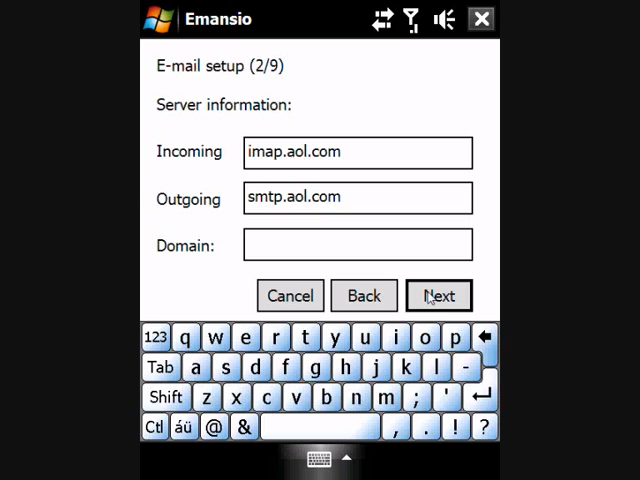 Emansio
E-mail setup (2/9)
Server information:
Incoming imap.aol.com
Outgoing smtp.aol.com
Domain:
Cancel Back Next
123 q w e r t y u i o p
Tab a s d f g h j k l -
Shift z x c v b n m ; '
Ctl áü @ & , . ! ?